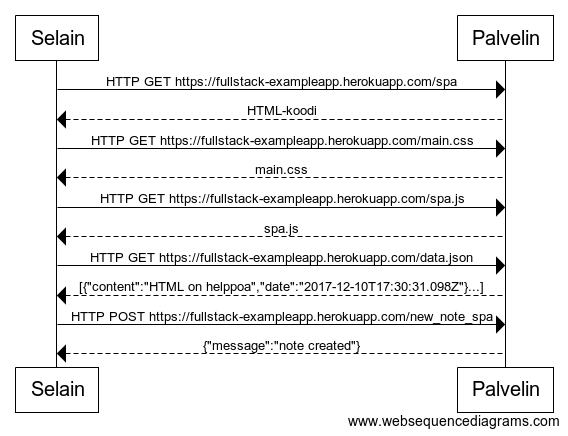 Selain Palvelin
HTTP GET https://fullstack-exampleapp.herokuapp.com/spa
HTML-koodi
HTTP GET https://fullstack-exampleapp.herokuapp.com/main.css
main.css
HTTP GET https://fullstack-exampleapp.herokuapp.com/spa.js
spa.js
HTTP GET https://fullstack-exampleapp.herokuapp.com/data.json
[{"content":"HTML on helppoa","date":"2017-12-10T17:30:31.098Z"}...]
HTTP POST https://fullstack-exampleapp.herokuapp.com/new_note_spa
{"message":"note created"}
Selain Palvelin
www.websequencediagrams.com